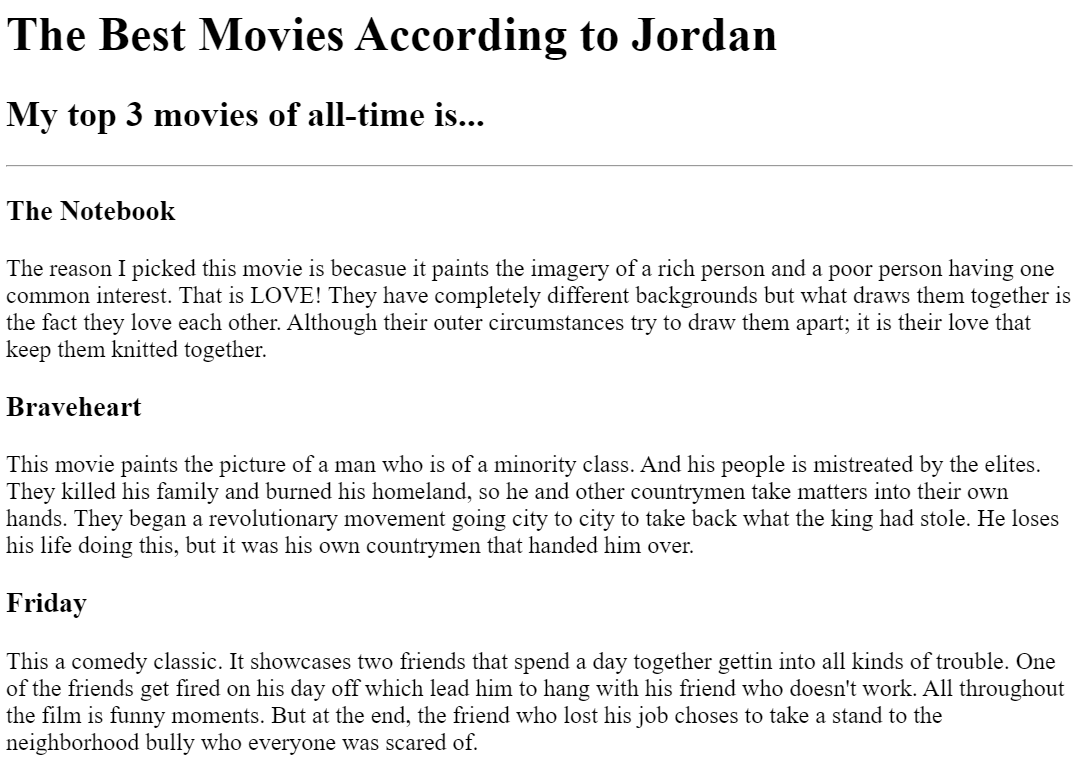 The Best Movies According to Jordan
My top 3 movies of all-time is...
The Notebook
The reason I picked this movie is becasue it paints the imagery of a rich person and a poor person having one
common interest. That is LOVE! They have completely different backgrounds but what draws them together is
the fact they love each other. Although their outer circumstances try to draw them apart; it is their love that
keep them knitted together.
Braveheart
This movie paints the picture of a man who is of a minority class. And his people is mistreated by the elites.
They killed his family and burned his homeland, so he and other countrymen take matters into their own
hands. They began a revolutionary movement going city to city to take back what the king had stole. He loses
his life doing this, but it was his own countrymen that handed him over.
Friday
This a comedy classic. It showcases two friends that spend a day together gettin into all kinds of trouble. One
of the friends get fired on his day off which lead him to hang with his friend who doesn't work. All throughout
the film is funny moments. But at the end, the friend who lost his job choses to take a stand to the
neighborhood bully who everyone was scared of.